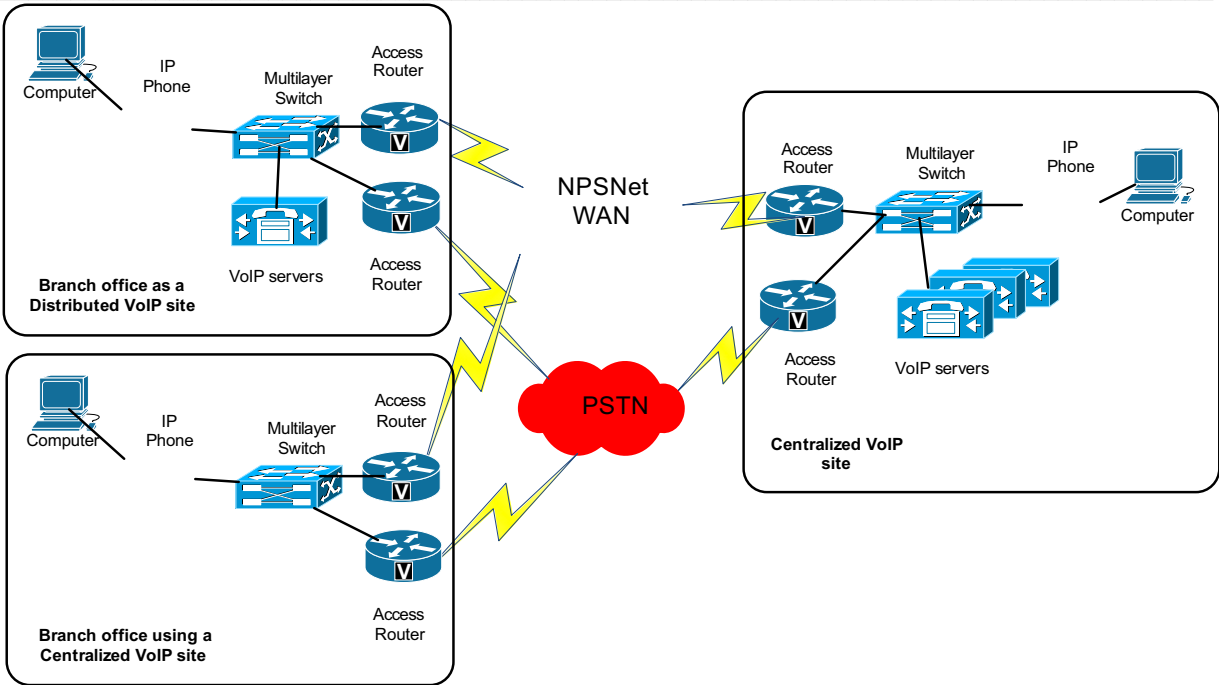 Computer
IP
Phone
Multilayer
Switch
Access
Router
V
V
Access
Router
VoIP servers
Branch office as a
Distributed VoIP site
NPSNet
WAN
PSTN
Computer
IP
Phone
Multilayer
Switch
Access
Router
V
V
Access
Router
Branch office using a
Centralized VoIP site
Access
Router
V
V
Access
Router
Multilayer
Switch
IP
Phone
Computer
VoIP servers
Centralized VoIP
site